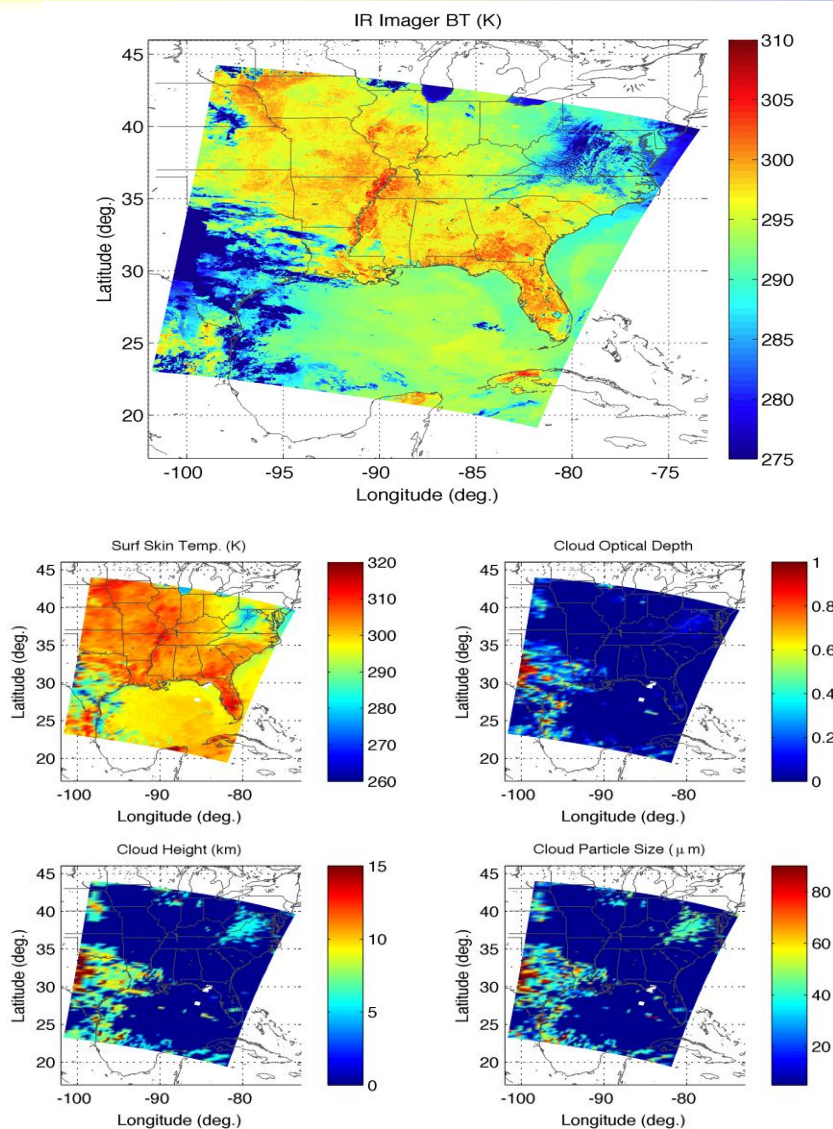 IR Imager BT (K)
40
35
30
25
20
Latitude (deg.)
-100 -95 -90 -85 -80 -75
Longitude (deg.)
310
305
300
295
290
285
280
275
Surf Skin Temp. (K)
45
40
35
30
25
20
Latitude (deg.)
-100 -90 -80
Longitude (deg.)
320
310
300
290
280
270
260
Cloud Optical Depth
45
40
35
30
25
20
Latitude (deg.)
-100 -90 -80
Longitude (deg.)
1
0.8
0.6
0.4
0.2
0
Cloud Height (km)
45
40
35
30
25
20
Latitude (deg.)
-100 -90 -80
Longitude (deg.)
15
10
5
0
Cloud Particle Size (μ m)
45
40
35
30
25
20
Latitude (deg.)
-100 -90 -80
Longitude (deg.)
80
60
40
20